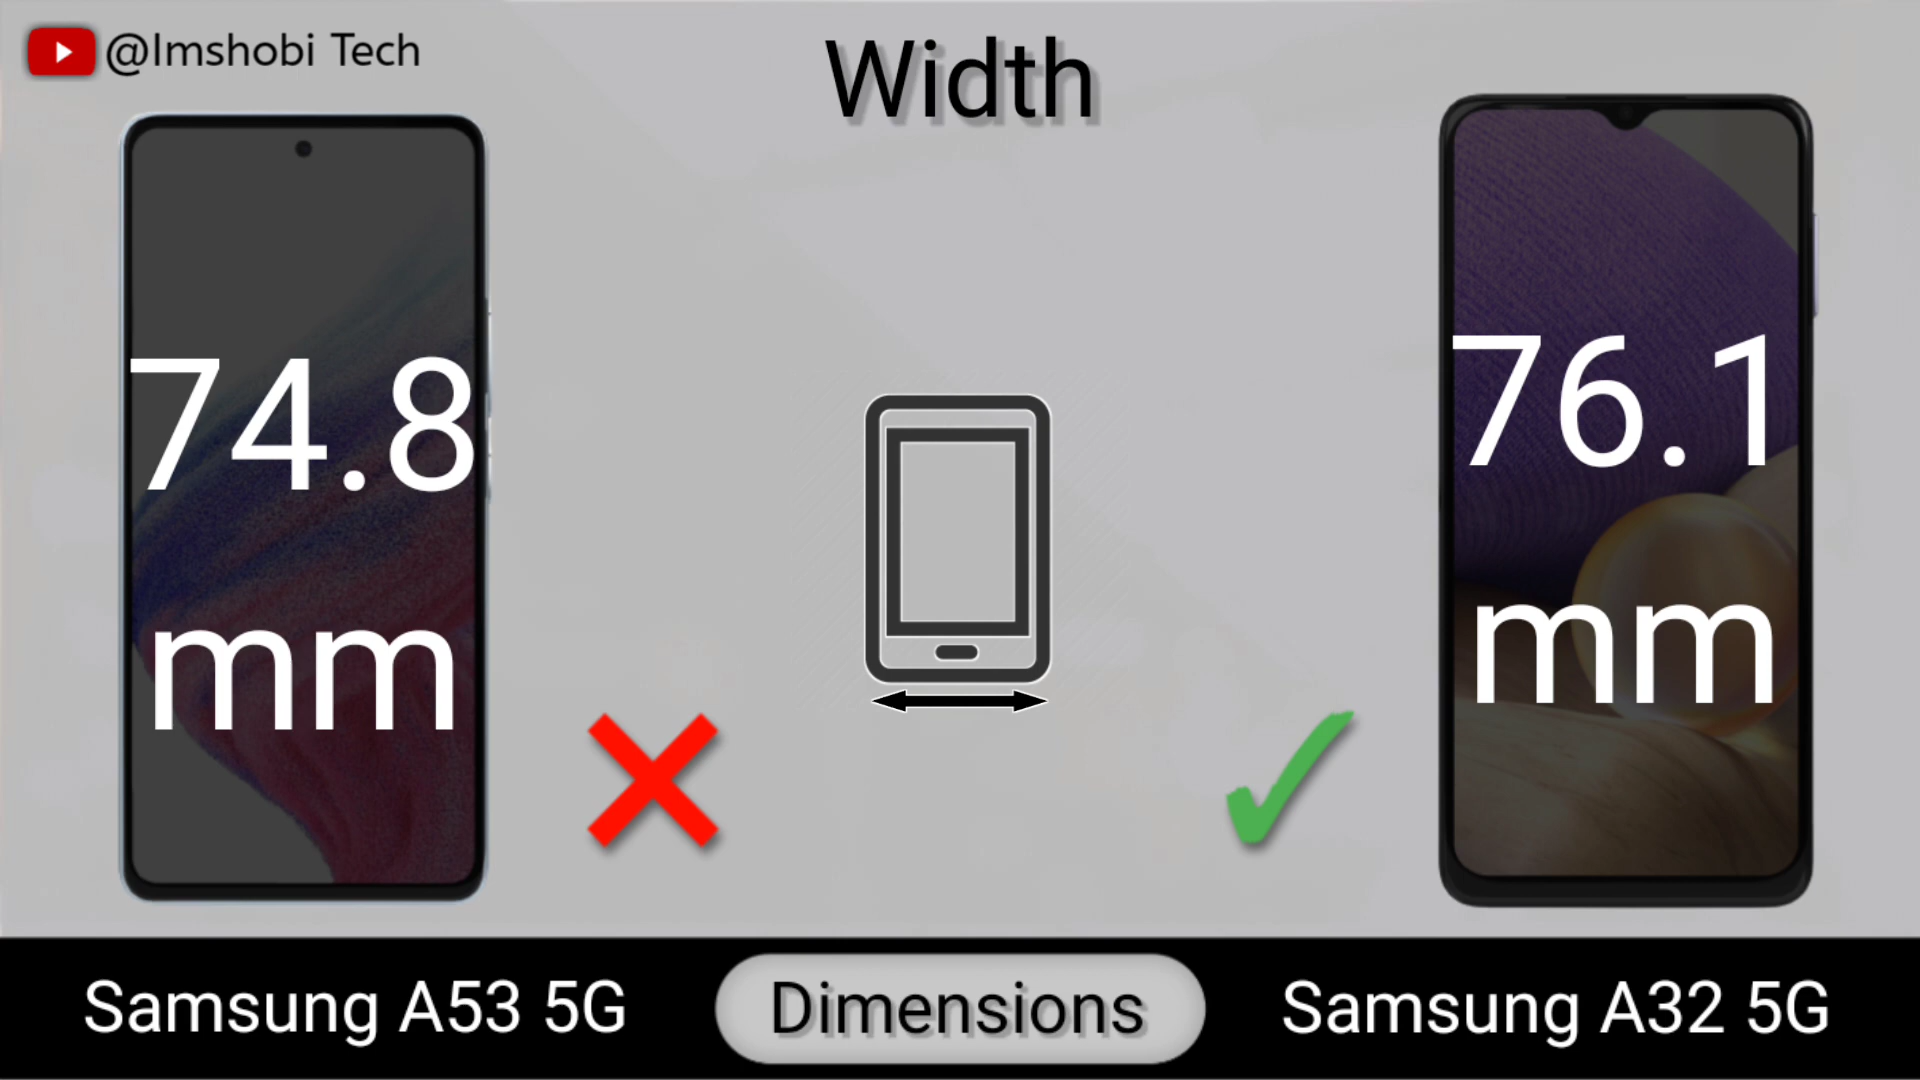 @Imshobi Tech
Width
74.8
mm
76.1
mm
Samsung A53 5G
Dimensions
Samsung A32 5G